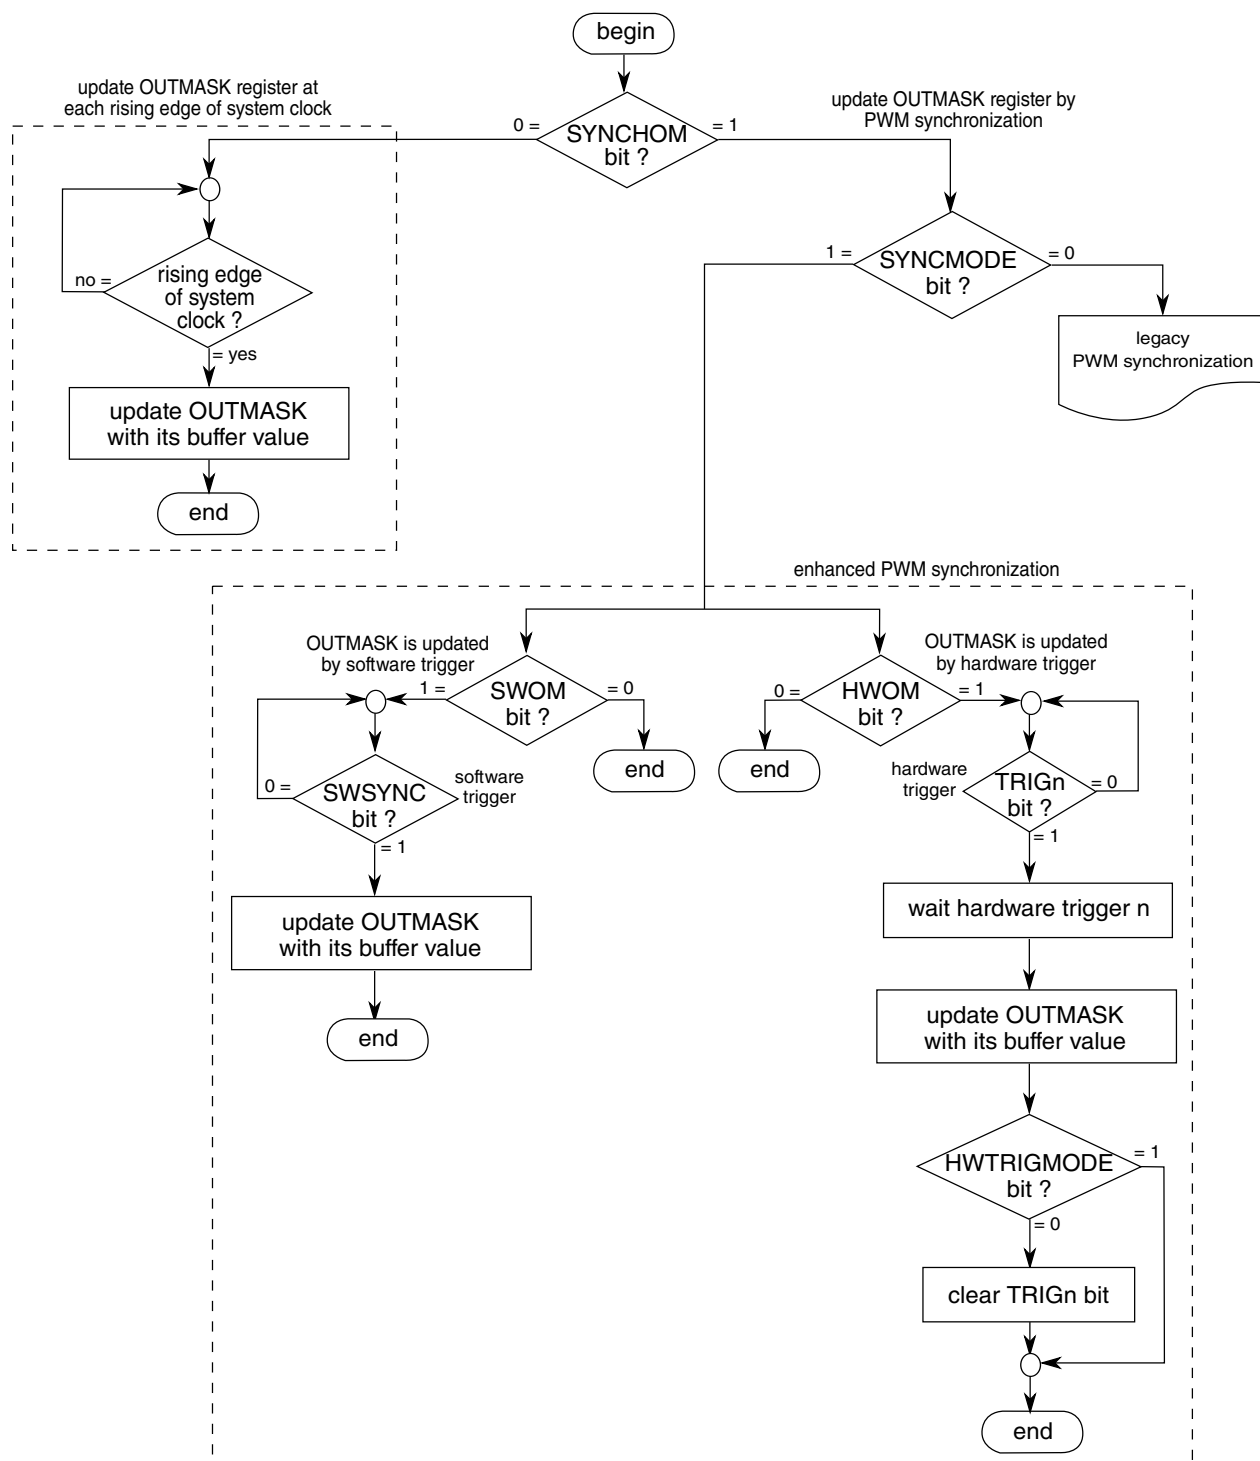 begin
update OUTMASK register at
each rising edge of system clock
0 =
SYNCHOM
bit ?
= 1
update OUTMASK register by
PWM synchronization
1 =
SYNCMODE
bit ?
= 0
legacy
PWM synchronization
no =
rising edge
of system
clock ?
= yes
update OUTMASK
with its buffer value
end
enhanced PWM synchronization
OUTMASK is updated
by software trigger
1 =
SWOM
bit ?
= 0
end
0 =
SWSYNC
bit ?
software
trigger
= 1
update OUTMASK
with its buffer value
end
OUTMASK is updated
by hardware trigger
0 =
HWOM
bit ?
= 1
end
hardware
trigger
TRIGn
bit ?
= 0
= 1
wait hardware trigger n
update OUTMASK
with its buffer value
HWTRIGMODE
bit ?
= 1
= 0
clear TRIGn bit
end